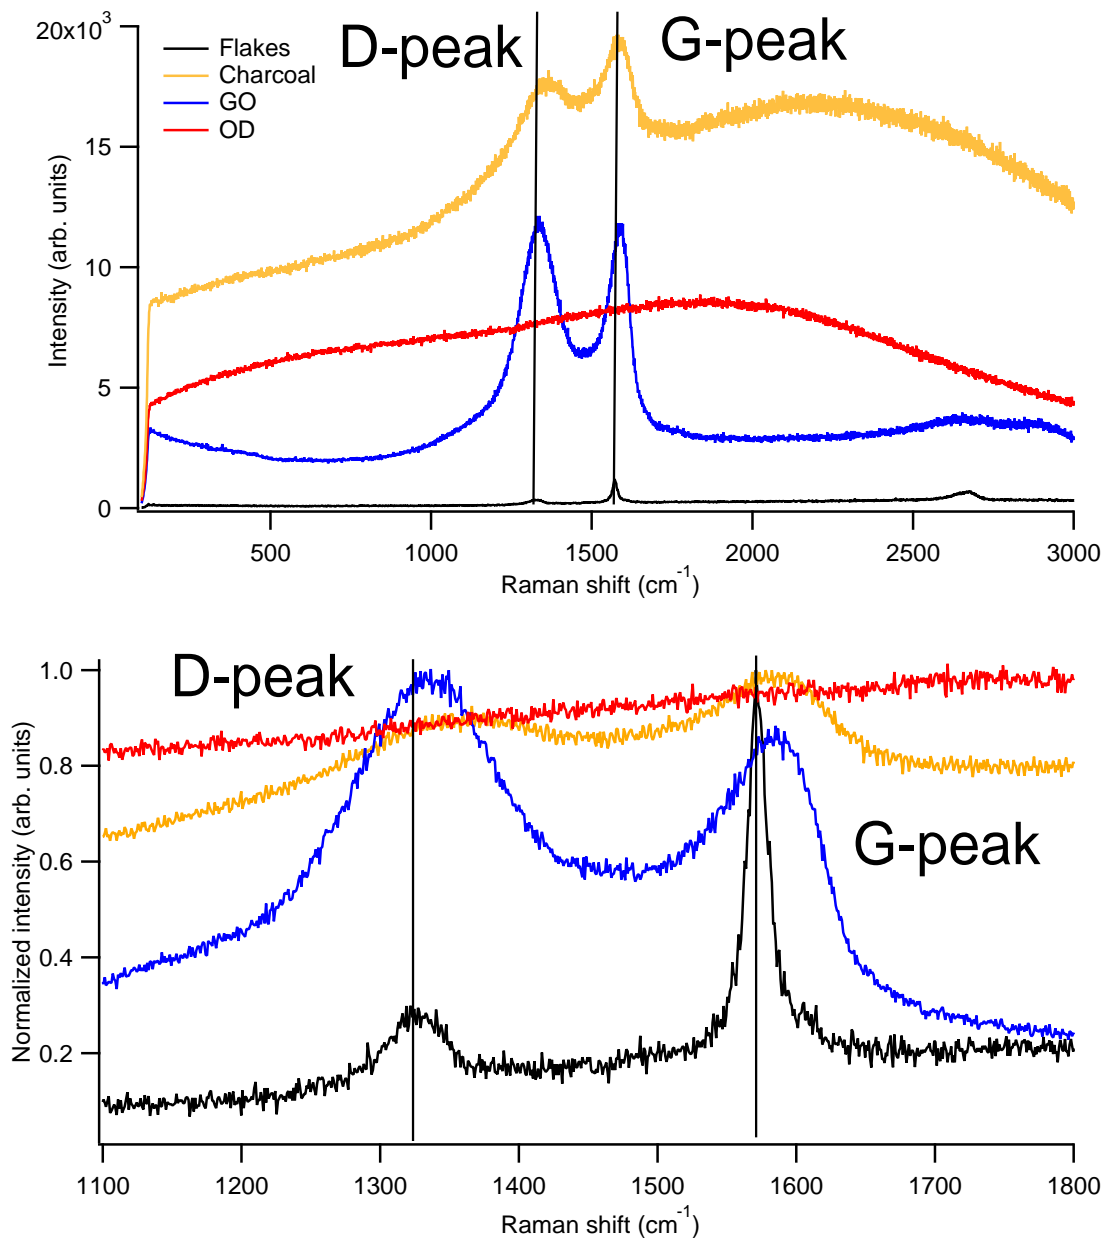 20x10³
D-peak
G-peak
Flakes
Charcoal
GO
OD
15
10
5
0
Intensity (arb. units)
500
1000
1500
2000
2500
3000
Raman shift (cm⁻¹)
1.0
D-peak
0.8
G-peak
0.6
0.4
0.2
Normalized intensity (arb. units)
1100
1200
1300
1400
1500
1600
1700
1800
Raman shift (cm⁻¹)